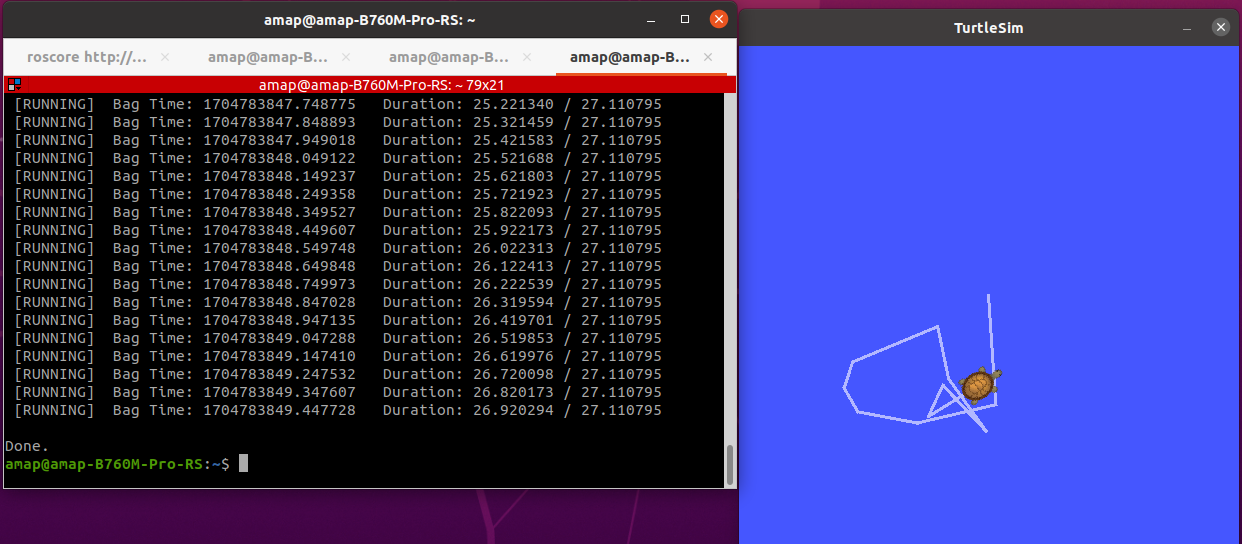 amap@amap-B760M-Pro-RS: ~
TurtleSim
roscore http://... amap@amap-B... amap@amap-B... amap@amap-B...
amap@amap-B760M-Pro-RS: ~ 79x21
[RUNNING]  Bag Time: 1704783847.748775   Duration: 25.221340 / 27.110795
[RUNNING]  Bag Time: 1704783847.848893   Duration: 25.321459 / 27.110795
[RUNNING]  Bag Time: 1704783847.949018   Duration: 25.421583 / 27.110795
[RUNNING]  Bag Time: 1704783848.049122   Duration: 25.521688 / 27.110795
[RUNNING]  Bag Time: 1704783848.149237   Duration: 25.621803 / 27.110795
[RUNNING]  Bag Time: 1704783848.249358   Duration: 25.721923 / 27.110795
[RUNNING]  Bag Time: 1704783848.349527   Duration: 25.822093 / 27.110795
[RUNNING]  Bag Time: 1704783848.449607   Duration: 25.922173 / 27.110795
[RUNNING]  Bag Time: 1704783848.549748   Duration: 26.022313 / 27.110795
[RUNNING]  Bag Time: 1704783848.649848   Duration: 26.122413 / 27.110795
[RUNNING]  Bag Time: 1704783848.749973   Duration: 26.222539 / 27.110795
[RUNNING]  Bag Time: 1704783848.847028   Duration: 26.319594 / 27.110795
[RUNNING]  Bag Time: 1704783848.947135   Duration: 26.419701 / 27.110795
[RUNNING]  Bag Time: 1704783849.047288   Duration: 26.519853 / 27.110795
[RUNNING]  Bag Time: 1704783849.147410   Duration: 26.619976 / 27.110795
[RUNNING]  Bag Time: 1704783849.247532   Duration: 26.720098 / 27.110795
[RUNNING]  Bag Time: 1704783849.347607   Duration: 26.820173 / 27.110795
[RUNNING]  Bag Time: 1704783849.447728   Duration: 26.920294 / 27.110795
Done.
amap@amap-B760M-Pro-RS:~$